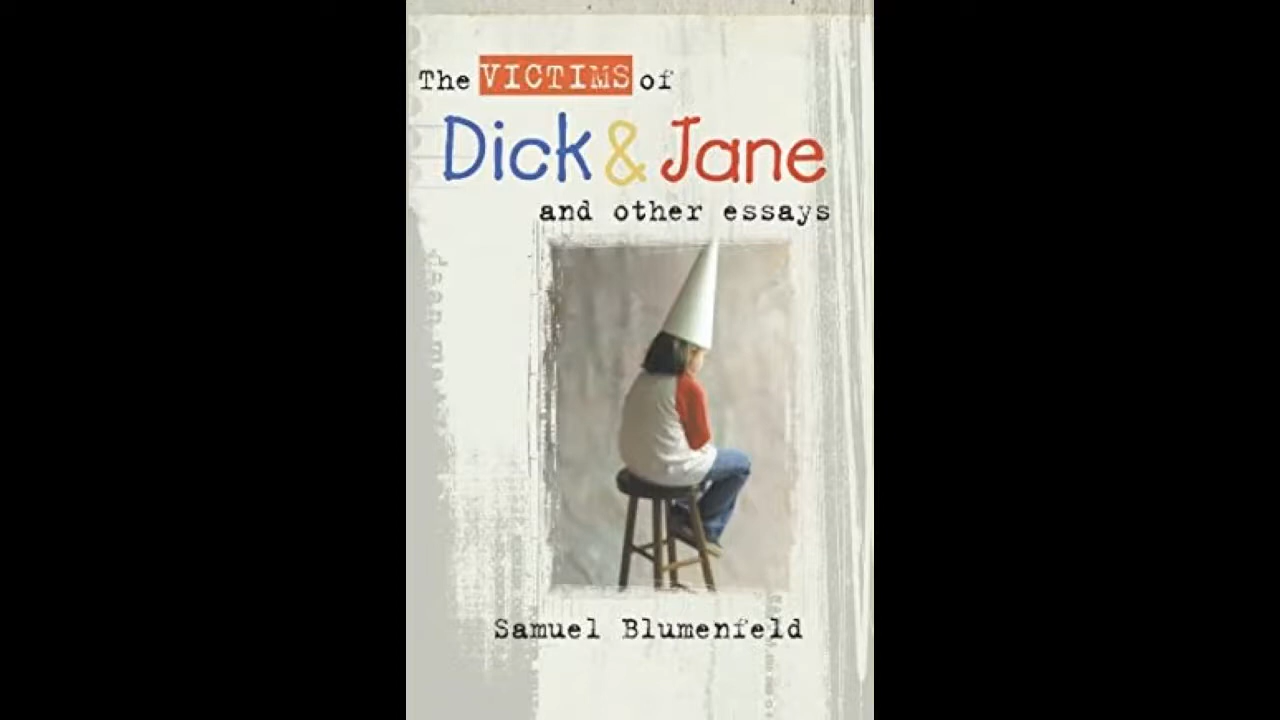 The VICTIMS of
Dick & Jane
and other essays
Samuel Blumenfeld